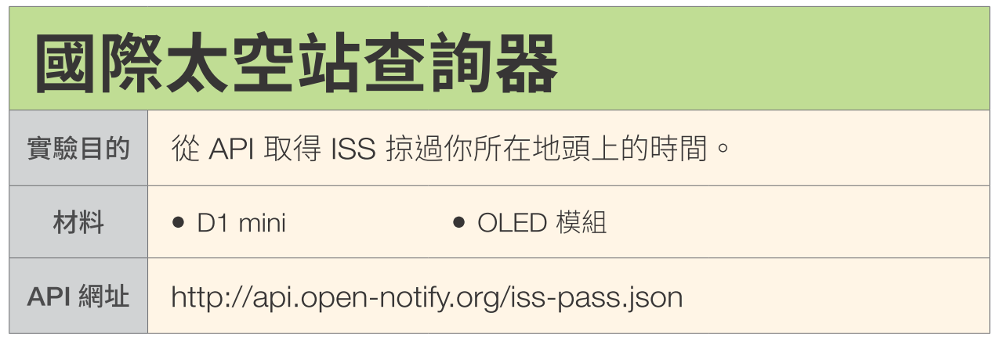 國際太空站查詢器
實驗目的 從 API 取得 ISS 掠過你所在地頭上的時間。
材料 • D1 mini • OLED 模組
API 網址 http://api.open-notify.org/iss-pass.json